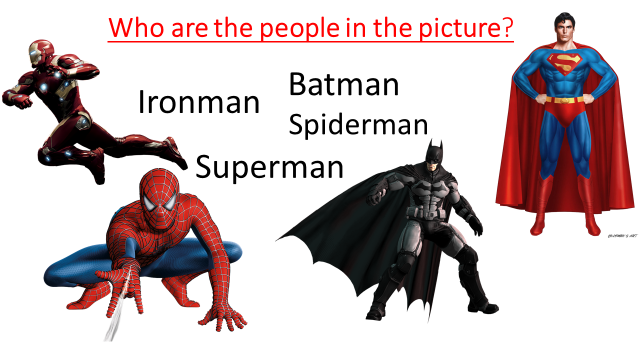 Who are the people in the picture?
Batman
Ironman
Spiderman
Superman